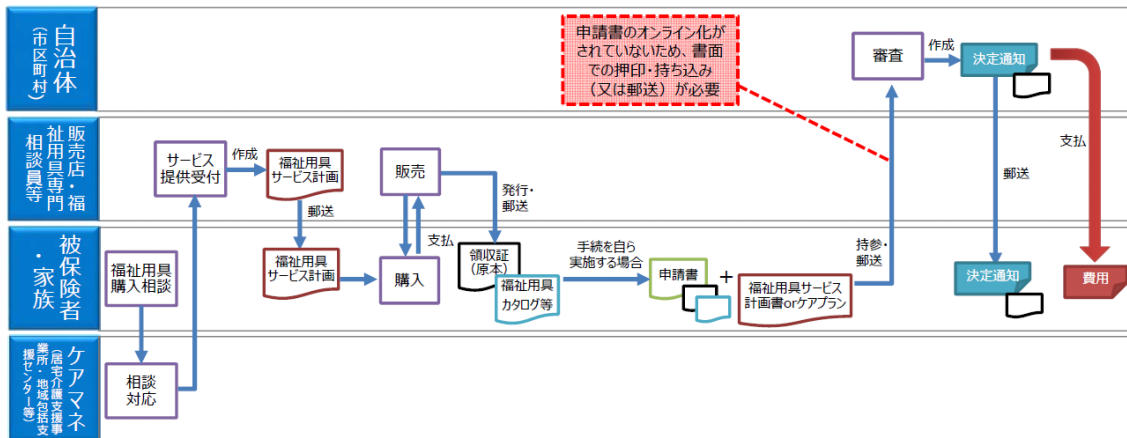 自治体
（市区町村）
申請書のオンライン化が
されていないため、書面
での押印・持ち込み
（又は郵送）が必要
審査
作成
決定通知
支払
販売店・福
祉用具専門
相談員等
サービス
提供受付
作成
福祉用具
サービス計画
郵送
販売
発行・
郵送
郵送
被保険者
・家族
福祉用具
購入相談
福祉用具
サービス計画
購入
支払
領収証
（原本）
福祉用具
カタログ等
手続を自ら
実施する場合
申請書
+
福祉用具サービス
計画書orケアプラン
持参・
郵送
決定通知
費用
ケアマネ
（居宅介護支援事
業所・地域包括支
援センター等）
相談
対応